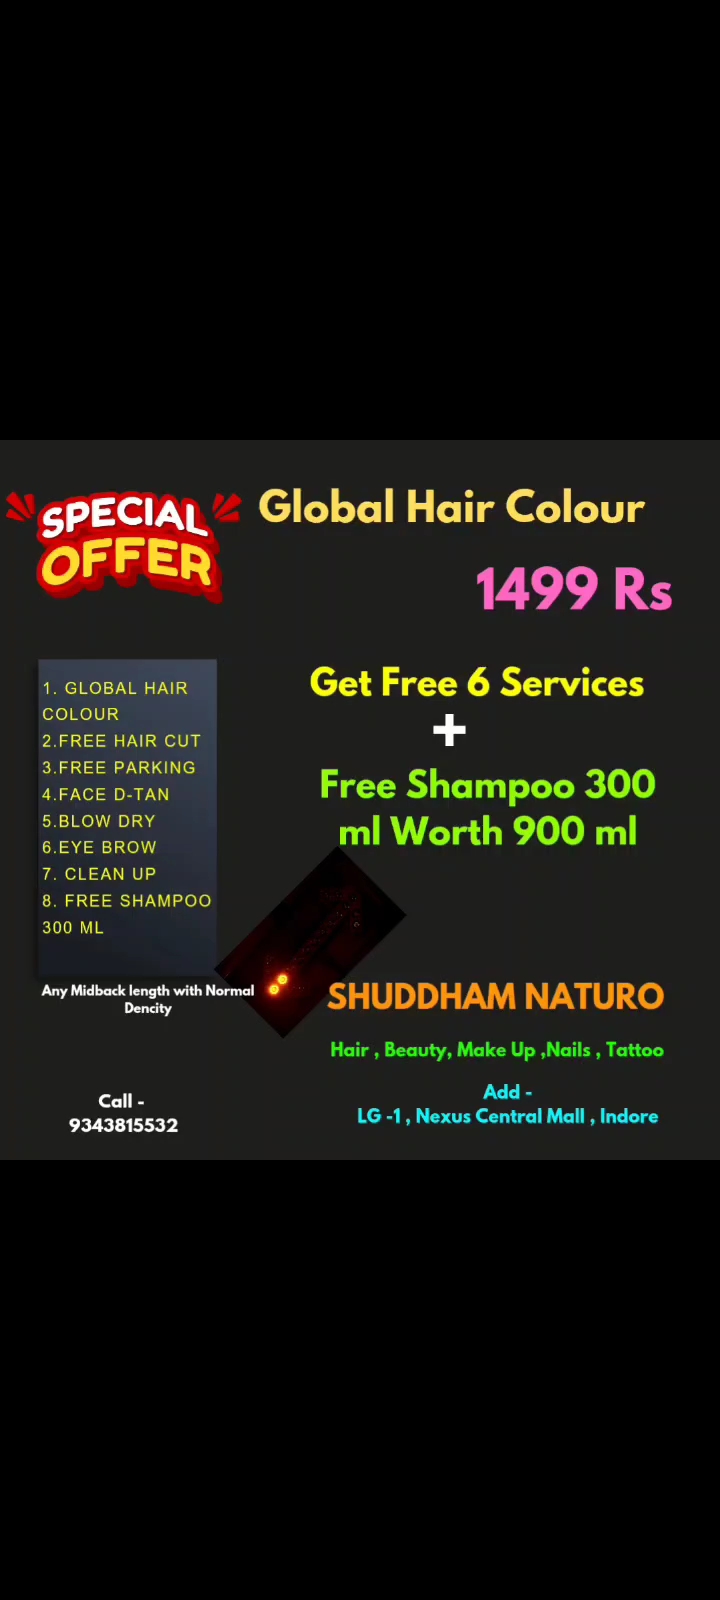 SPECIAL
OFFER
Global Hair Colour
1499 Rs
1. GLOBAL HAIR
COLOUR
2.FREE HAIR CUT
3.FREE PARKING
4.FACE D-TAN
5.BLOW DRY
6.EYE BROW
7. CLEAN UP
8. FREE SHAMPOO
300 ML
Any Midback length with Normal
Dencity
Get Free 6 Services
+
Free Shampoo 300
ml Worth 900 ml
SHUDDHAM NATURO
Hair , Beauty, Make Up ,Nails , Tattoo
Add -
LG -1 , Nexus Central Mall , Indore
Call -
9343815532